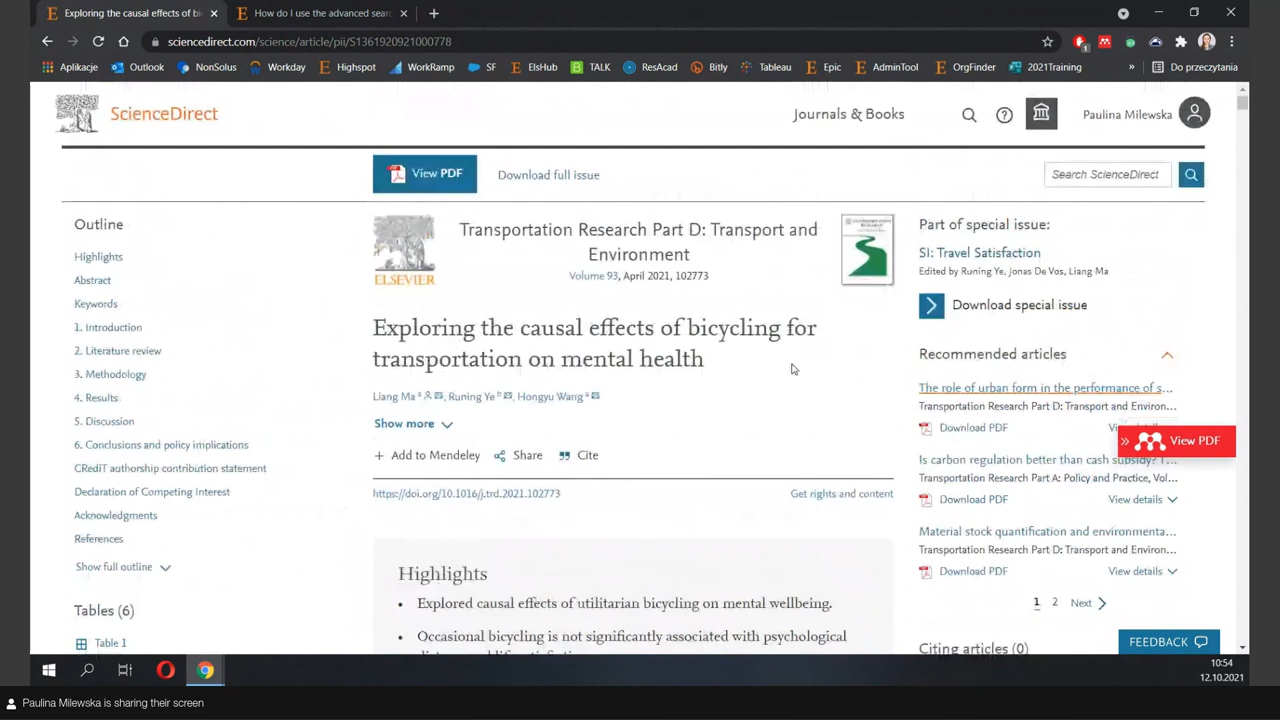 Exploring the causal effects of bi
How do I use the advanced sear
sciencedirect.com/science/article/pii/S1361920921000778
1
Aplikacje
Outlook
NonSolus
Workday
Highspot
WorkRamp
SF
ElsHub
TALK
ResAcad
Bitly
Tableau
Epic
AdminTool
OrgFinder
2021Training
»
Do przeczytania
ScienceDirect
Journals & Books
Paulina Milewska
View PDF
Download full issue
Search ScienceDirect
Outline
Highlights
Abstract
Keywords
1. Introduction
2. Literature review
3. Methodology
4. Results
5. Discussion
6. Conclusions and policy implications
CRediT authorship contribution statement
Declaration of Competing Interest
Acknowledgments
References
Show full outline
Tables (6)
Table 1
ELSEVIER
Transportation Research Part D: Transport and
Environment
Volume 93, April 2021, 102773
Exploring the causal effects of bicycling for
transportation on mental health
Liang Ma a, Runing Ye b, Hongyu Wang a
Show more
+ Add to Mendeley
Share
Cite
https://doi.org/10.1016/j.trd.2021.102773
Get rights and content
Highlights
• Explored causal effects of utilitarian bicycling on mental wellbeing.
• Occasional bicycling is not significantly associated with psychological
Part of special issue:
SI: Travel Satisfaction
Edited by Runing Ye, Jonas De Vos, Liang Ma
Download special issue
Recommended articles
The role of urban form in the performance of s...
Transportation Research Part D: Transport and Environ...
Download PDF
» View PDF
Is carbon regulation better than cash subsidy?
Transportation Research Part A: Policy and Practice, Vol...
Download PDF
View details
Material stock quantification and environmenta...
Transportation Research Part D: Transport and Environ...
Download PDF
View details
1 2 Next
Citing articles (0)
FEEDBACK
10:54
12.10.2021
Paulina Milewska is sharing their screen